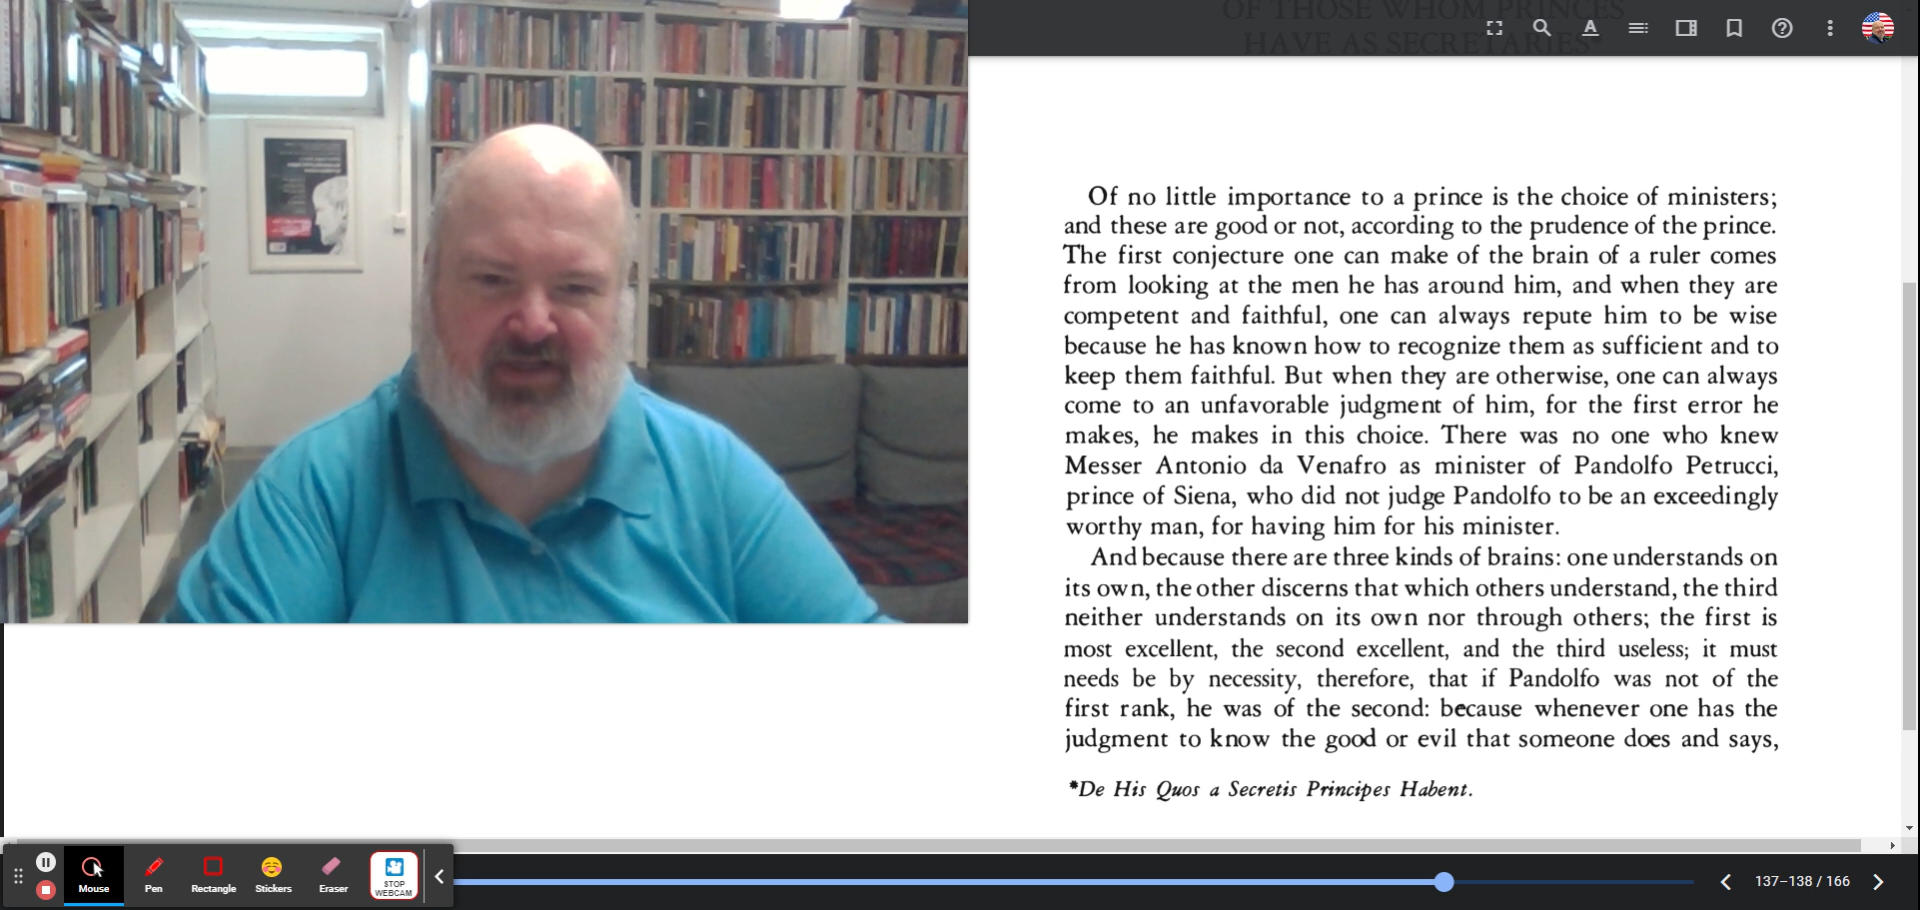 OF THOSE WHOM PRINCES
HAVE AS SECRETARIES
Of no little importance to a prince is the choice of ministers;
and these are good or not, according to the prudence of the prince.
The first conjecture one can make of the brain of a ruler comes
from looking at the men he has around him, and when they are
competent and faithful, one can always repute him to be wise
because he has known how to recognize them as sufficient and to
keep them faithful. But when they are otherwise, one can always
come to an unfavorable judgment of him, for the first error he
makes, he makes in this choice. There was no one who knew
Messer Antonio da Venafro as minister of Pandolfo Petrucci,
prince of Siena, who did not judge Pandolfo to be an exceedingly
worthy man, for having him for his minister.
And because there are three kinds of brains: one understands on
its own, the other discerns that which others understand, the third
neither understands on its own nor through others; the first is
most excellent, the second excellent, and the third useless; it must
needs be by necessity, therefore, that if Pandolfo was not of the
first rank, he was of the second: because whenever one has the
judgment to know the good or evil that someone does and says,
*De His Quos a Secretis Principes Habent.
Mouse
Pen
Rectangle
Stickers
Eraser
STOP
WEBCAM
137–138 / 166